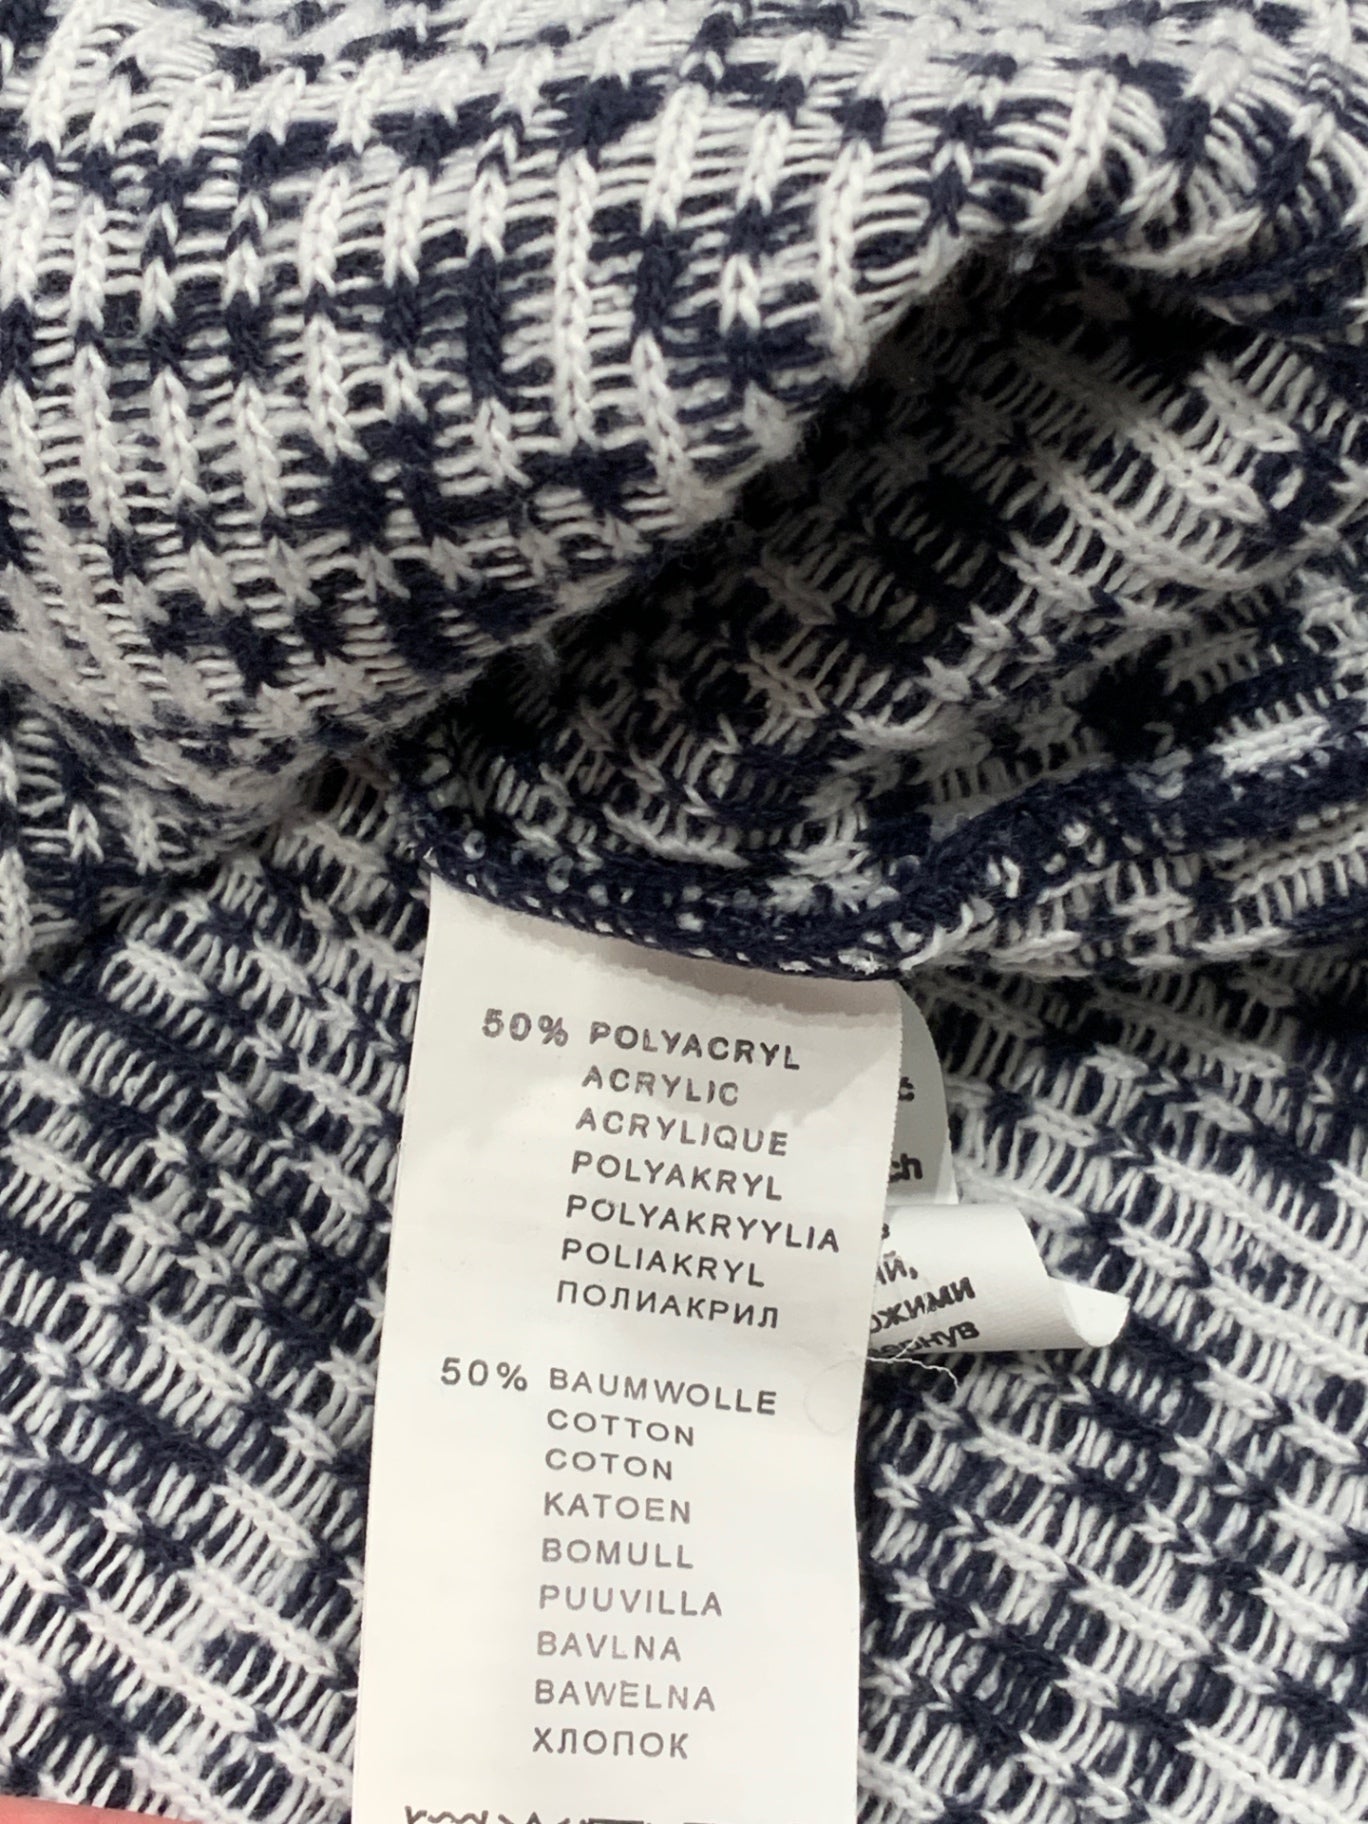 50% POLYACRYL
ACRYLIC
ACRYLIQUE
POLYAKRYL
POLYAKRYYLIA
POLIAKRYL
ПОЛИАКРИЛ
50% BAUMWOLLE
COTTON
COTON
KATOEN
BOMULL
PUUVILLA
BAVLNA
BAWELNA
ХЛОПОК